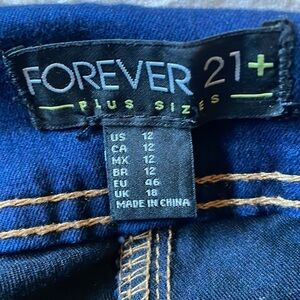 FOREVER 21+
PLUS SIZES
US 12
CA 12
MX 12
BR 12
EU 46
UK 18
MADE IN CHINA